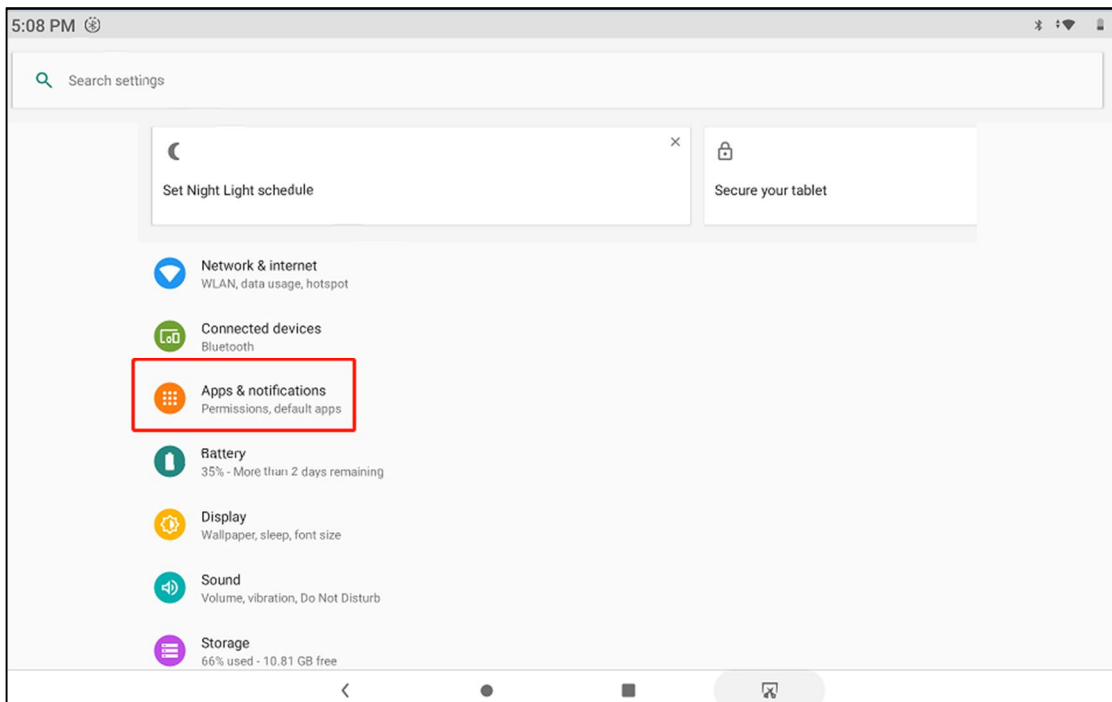 5:08 PM
Search settings
Set Night Light schedule
Secure your tablet
Network & internet
WLAN, data usage, hotspot
Connected devices
Bluetooth
Apps & notifications
Permissions, default apps
Battery
35% - More than 2 days remaining
Display
Wallpaper, sleep, font size
Sound
Volume, vibration, Do Not Disturb
Storage
66% used - 10.81 GB free